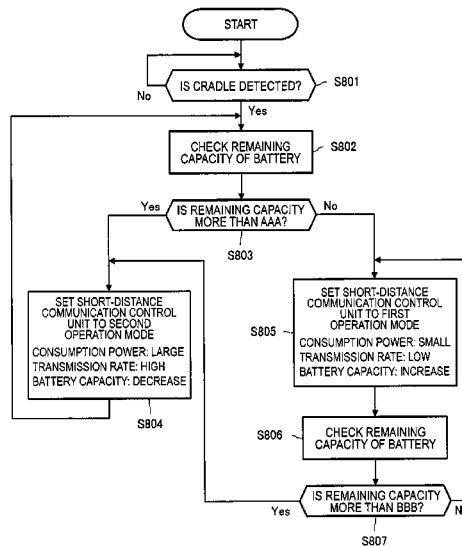 START
IS CRADLE DETECTED?
S801
No
Yes
CHECK REMAINING
CAPACITY OF BATTERY
S802
Yes
IS REMAINING CAPACITY
MORE THAN AAA?
No
S803
SET SHORT-DISTANCE
COMMUNICATION CONTROL
UNIT TO SECOND
OPERATION MODE
CONSUMPTION POWER: LARGE
TRANSMISSION RATE: HIGH
BATTERY CAPACITY: DECREASE
S804
SET SHORT-DISTANCE
COMMUNICATION CONTROL
UNIT TO FIRST
OPERATION MODE
CONSUMPTION POWER: SMALL
TRANSMISSION RATE: LOW
BATTERY CAPACITY: INCREASE
S805
CHECK REMAINING
CAPACITY OF BATTERY
S806
IS REMAINING CAPACITY
MORE THAN BBB?
Yes
S807